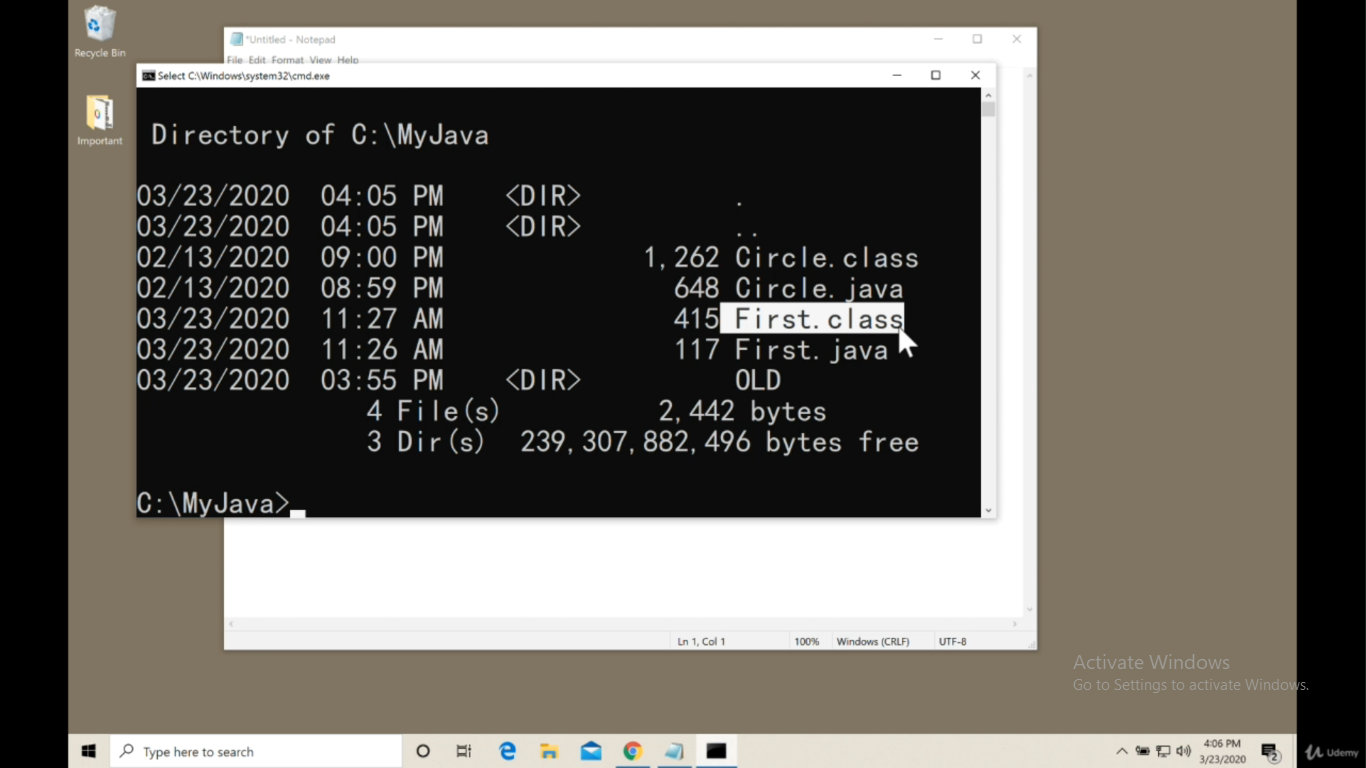 Recycle Bin
*Untitled - Notepad
File Edit Format View Help
Select C:\Windows\system32\cmd.exe
Directory of C:\MyJava
Important
03/23/2020 04:05 PM <DIR> .
03/23/2020 04:05 PM <DIR> ..
02/13/2020 09:00 PM 1,262 Circle.class
02/13/2020 08:59 PM 648 Circle.java
03/23/2020 11:27 AM 415 First.class
03/23/2020 11:26 AM 117 First.java
03/23/2020 03:55 PM <DIR> OLD
4 File(s) 2,442 bytes
3 Dir(s) 239,307,882,496 bytes free
C:\MyJava>
Ln 1, Col 1 100% Windows (CRLF) UTF-8
Activate Windows
Go to Settings to activate Windows.
Type here to search
4:06 PM
3/23/2020
2
Udemy